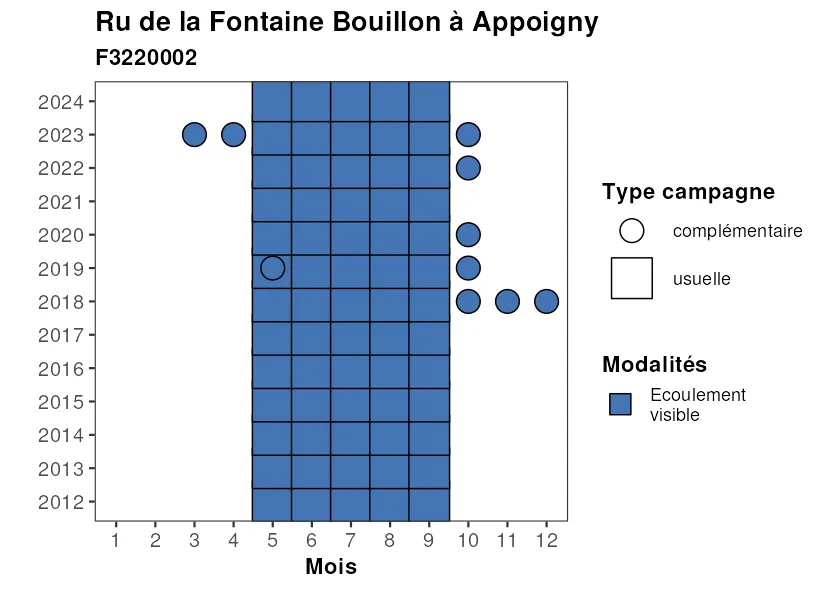 Ru de la Fontaine Bouillon à Appoigny
F3220002
2024
2023
2022
2021
2020
2019
2018
2017
2016
2015
2014
2013
2012
1 2 3 4 5 6 7 8 9 10 11 12
Mois
Type campagne
complémentaire
usuelle
Modalités
Ecoulement
visible